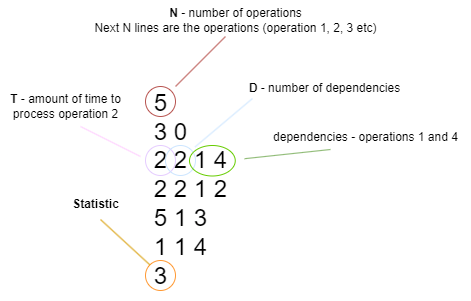 N - number of operations
Next N lines are the operations (operation 1, 2, 3 etc)
T - amount of time to
process operation 2
D - number of dependencies
dependencies - operations 1 and 4
Statistic
5
3 0
2 2 1 4
2 2 1 2
5 1 3
1 1 4
3